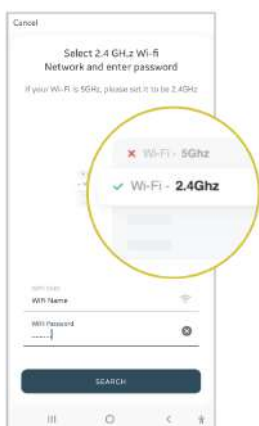 Cancel
Select 2.4 GHz Wi-fi
Network and enter password
If your Wi-Fi is 5GHz, please set it to be 2.4GHz
Wi-Fi - 5Ghz
Wi-Fi - 2.4Ghz
Wifi Name
Wifi Password
SEARCH